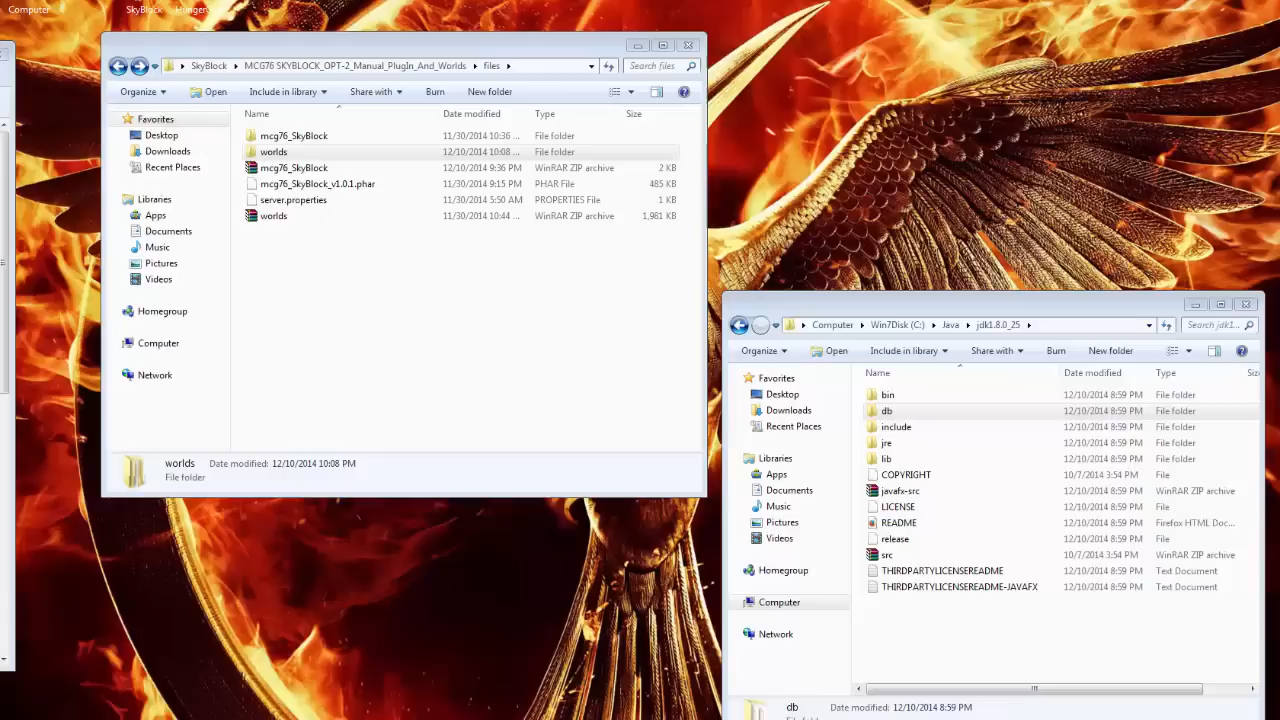 Computer
SkyBlock
SkyBlock MCG76 SKYBLOCK_OPT-2_Manual_PlugIn_And_Worlds files
Search files
Organize Open Include in library Share with Burn New folder
Name Date modified Type Size
Favorites
Desktop
Downloads
Recent Places
Libraries
Apps
Documents
Music
Pictures
Videos
Homegroup
Computer
Network
mcg76_SkyBlock 11/30/2014 10:36 ... File folder
worlds 12/10/2014 10:08 ... File folder
mcg76_SkyBlock 12/10/2014 9:36 PM WinRAR ZIP archive 2 KB
mcg76_SkyBlock_v1.0.1.phar 11/30/2014 9:15 PM PHAR File 485 KB
server.properties 11/30/2014 5:50 AM PROPERTIES File 1 KB
worlds 11/30/2014 10:44 ... WinRAR ZIP archive 1,981 KB
worlds Date modified: 12/10/2014 10:08 PM
File folder
Computer Win7Disk (C:) Java jdk1.8.0_25
Search jdk1...
Organize Open Include in library Share with Burn New folder
Name Date modified Type Siz
Favorites
Desktop
Downloads
Recent Places
Libraries
Apps
Documents
Music
Pictures
Videos
Homegroup
Computer
Network
bin 12/10/2014 8:59 PM File folder
db 12/10/2014 8:59 PM File folder
include 12/10/2014 8:59 PM File folder
jre 12/10/2014 8:59 PM File folder
lib 12/10/2014 8:59 PM File folder
COPYRIGHT 10/7/2014 3:54 PM File
javafx-src 12/10/2014 8:59 PM WinRAR ZIP archive
LICENSE 12/10/2014 8:59 PM File
README 12/10/2014 8:59 PM Firefox HTML Doc...
release 12/10/2014 8:59 PM File
src 10/7/2014 3:54 PM WinRAR ZIP archive
THIRDPARTYLICENSEREADME 12/10/2014 8:59 PM Text Document
THIRDPARTYLICENSEREADME-JAVAFX 12/10/2014 8:59 PM Text Document
db Date modified: 12/10/2014 8:59 PM